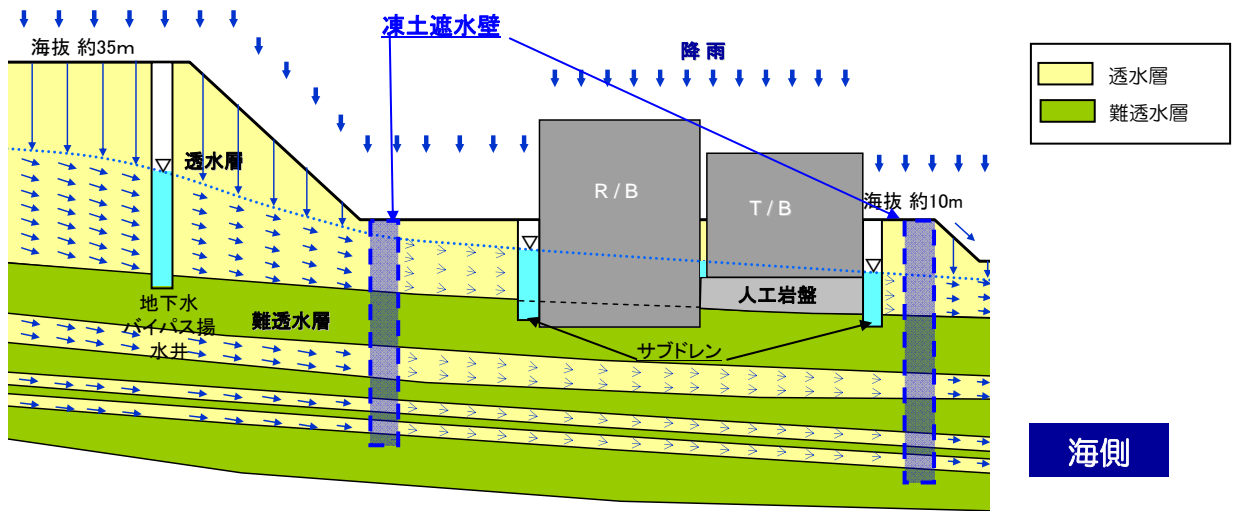 凍土遮水壁
海抜 約35m
降雨
透水層
難透水層
透水層
R / B
T / B
海抜 約10m
人工岩盤
地下水
バイパス揚
水井
難透水層
サブドレン
海側